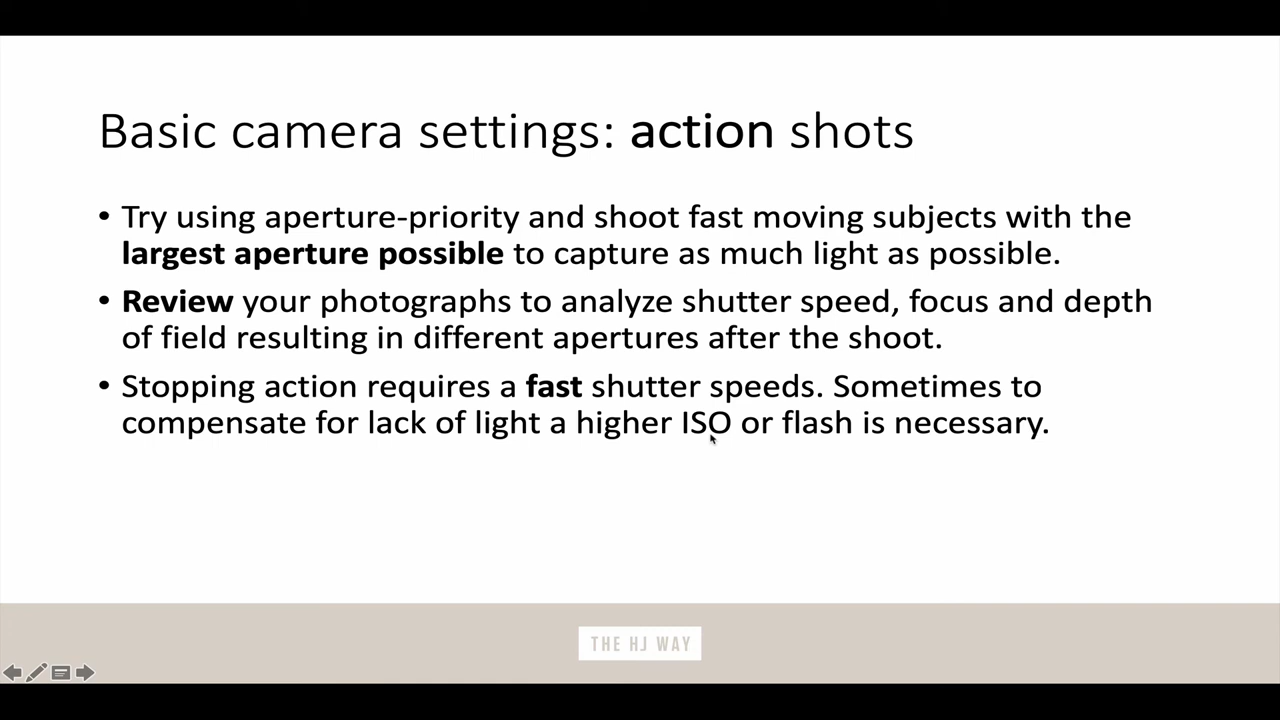 Basic camera settings: action shots
• Try using aperture-priority and shoot fast moving subjects with the
largest aperture possible to capture as much light as possible.
• Review your photographs to analyze shutter speed, focus and depth
of field resulting in different apertures after the shoot.
• Stopping action requires a fast shutter speeds. Sometimes to
compensate for lack of light a higher ISO or flash is necessary.
THE HJ WAY